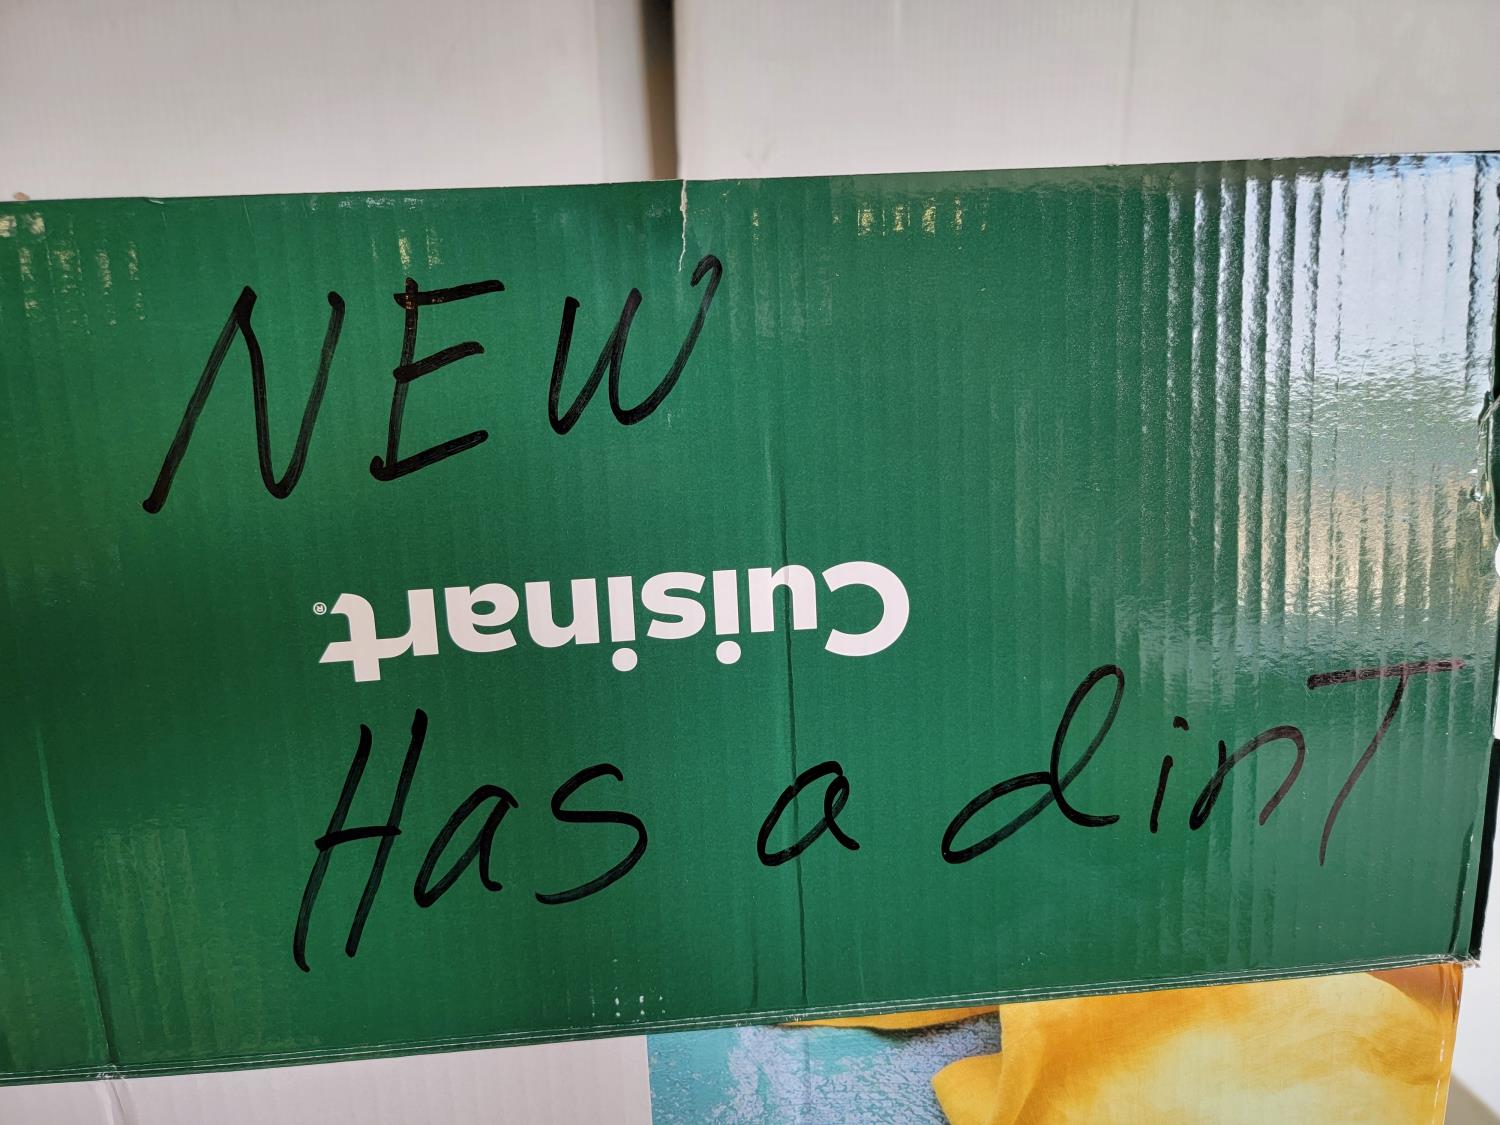 NEW
Cuisinart®
Has a dinT